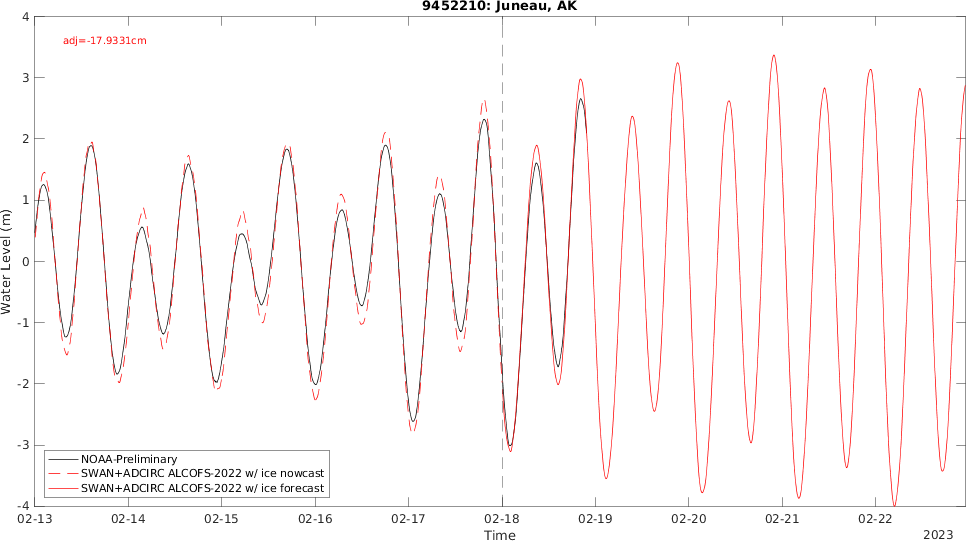 9452210: Juneau, AK
adj=-17.9331cm
Water Level (m)
4
3
2
1
0
-1
-2
-3
-4
NOAA-Preliminary
SWAN+ADCIRC ALCOFS-2022 w/ ice nowcast
SWAN+ADCIRC ALCOFS-2022 w/ ice forecast
02-13 02-14 02-15 02-16 02-17 02-18 02-19 02-20 02-21 02-22
Time
2023